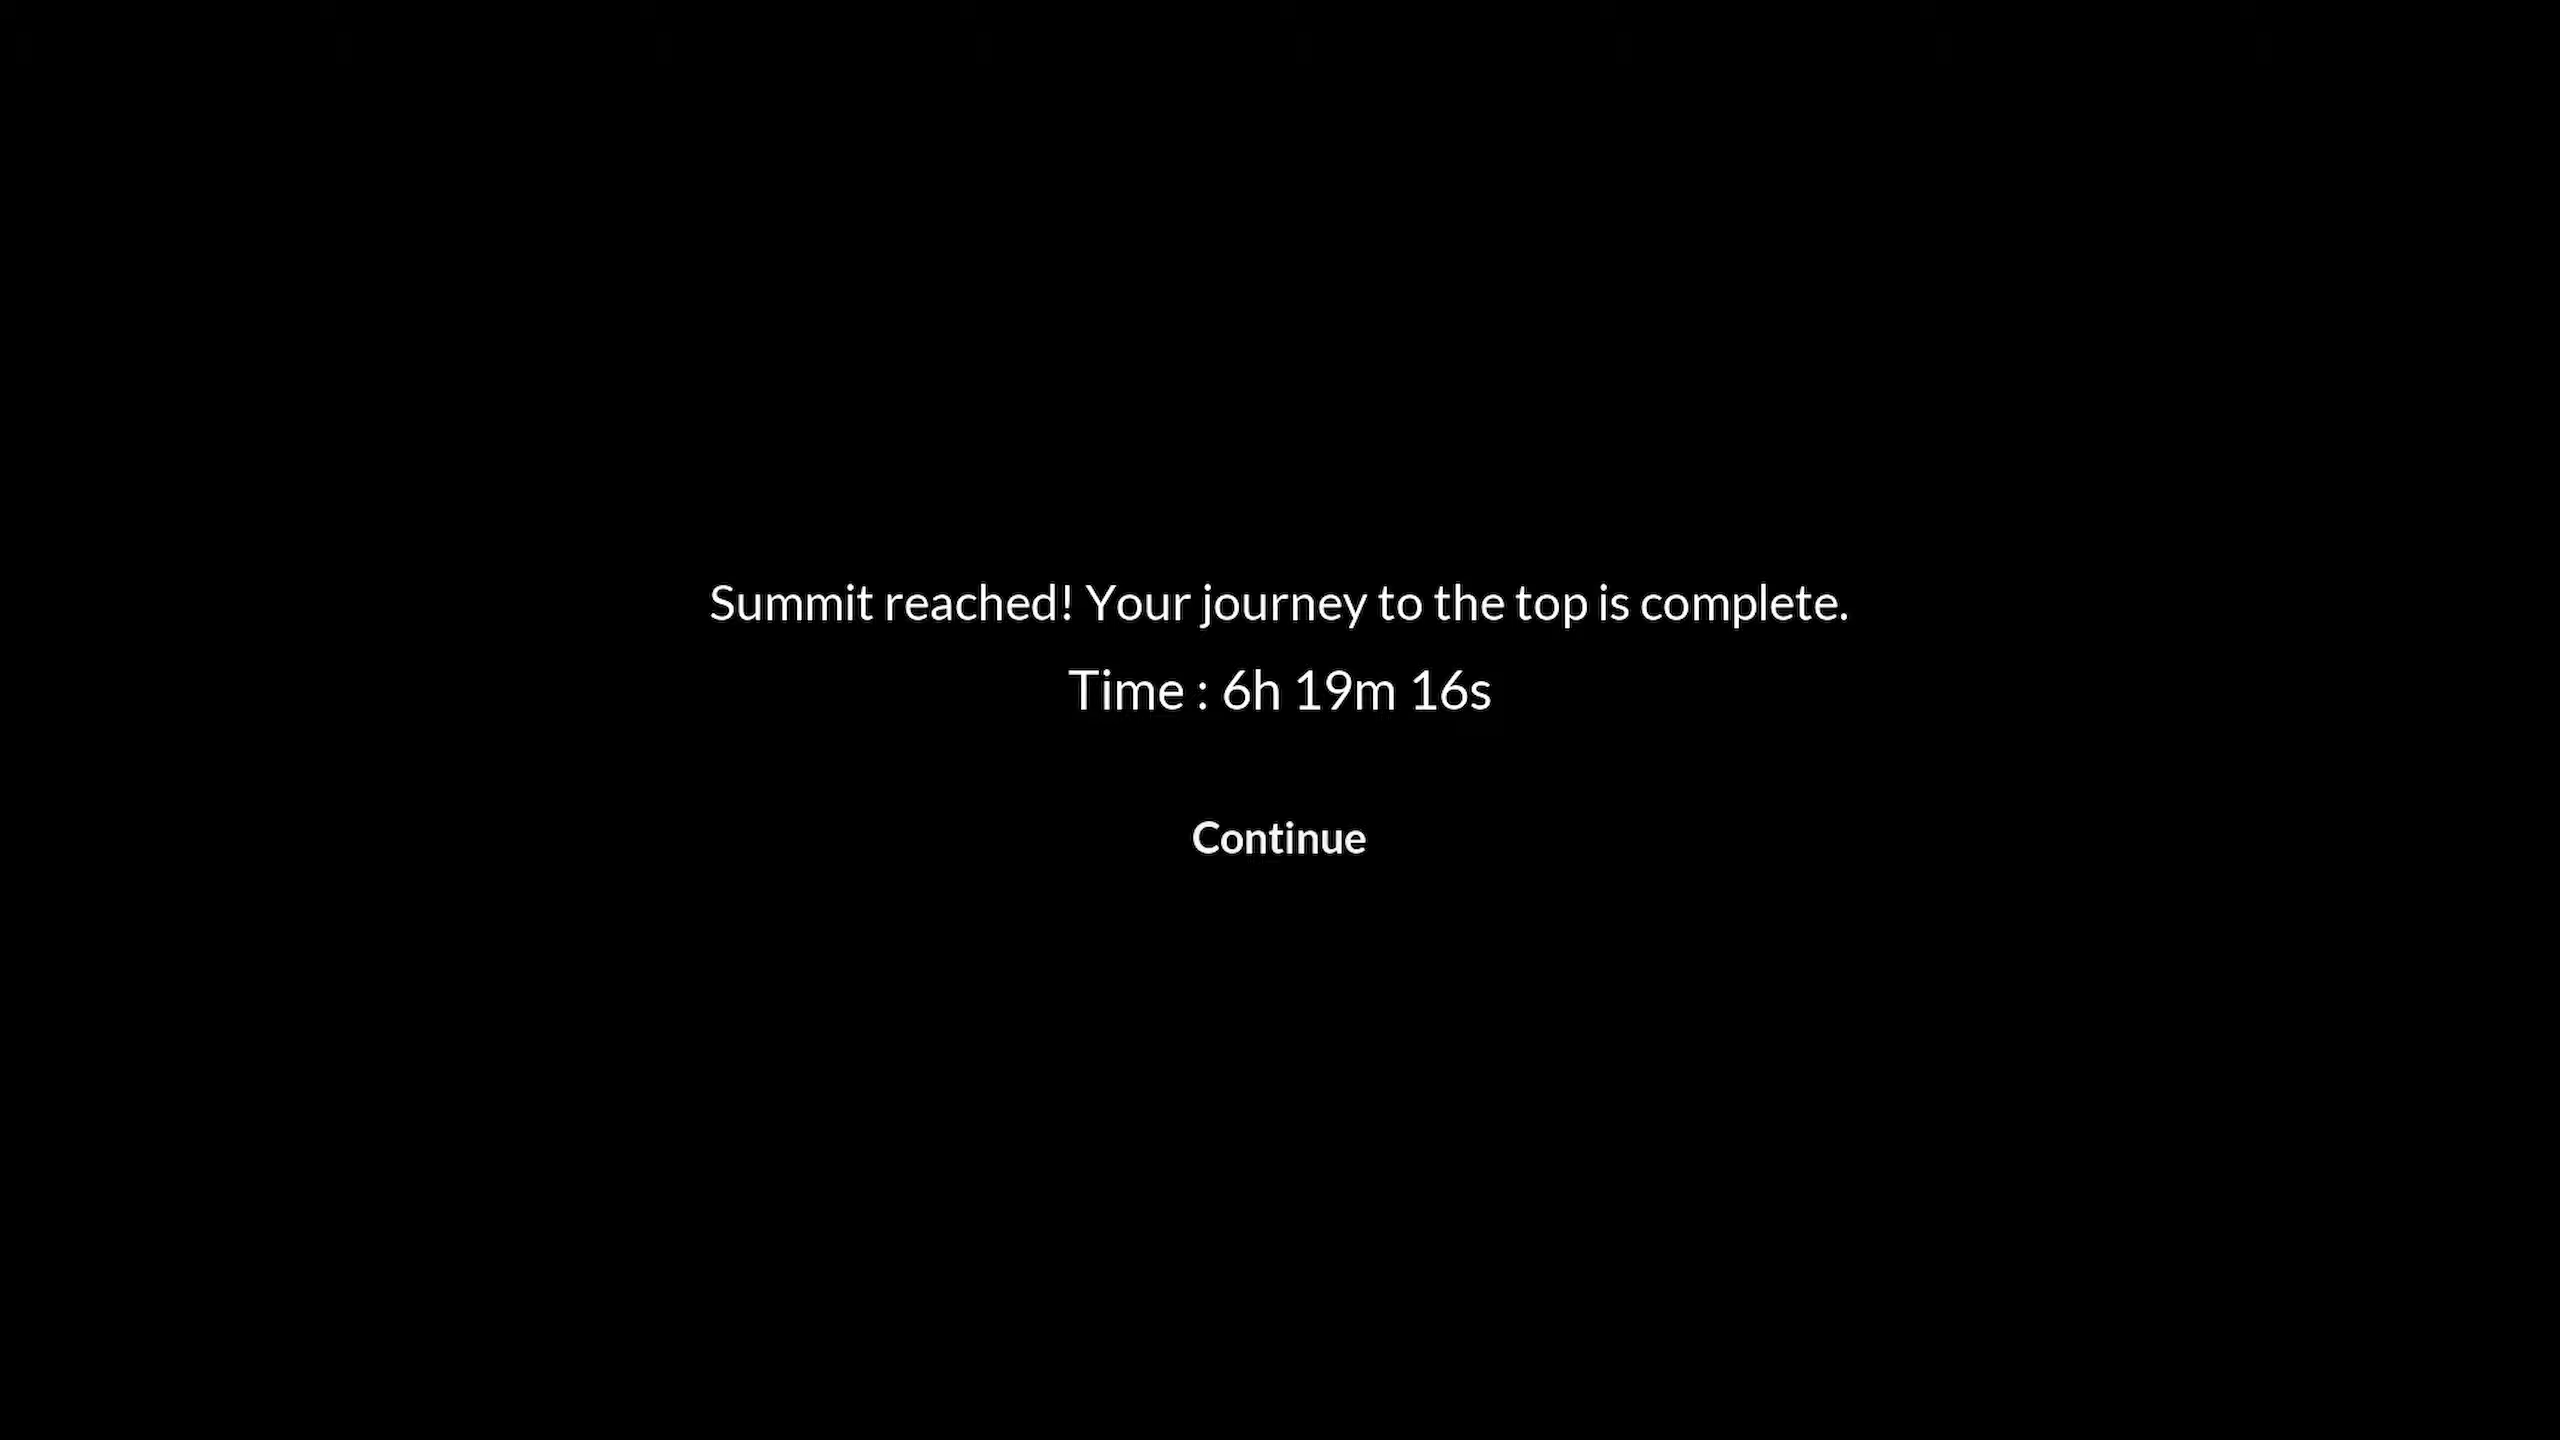 Summit reached! Your journey to the top is complete.
Time : 6h 19m 16s
Continue